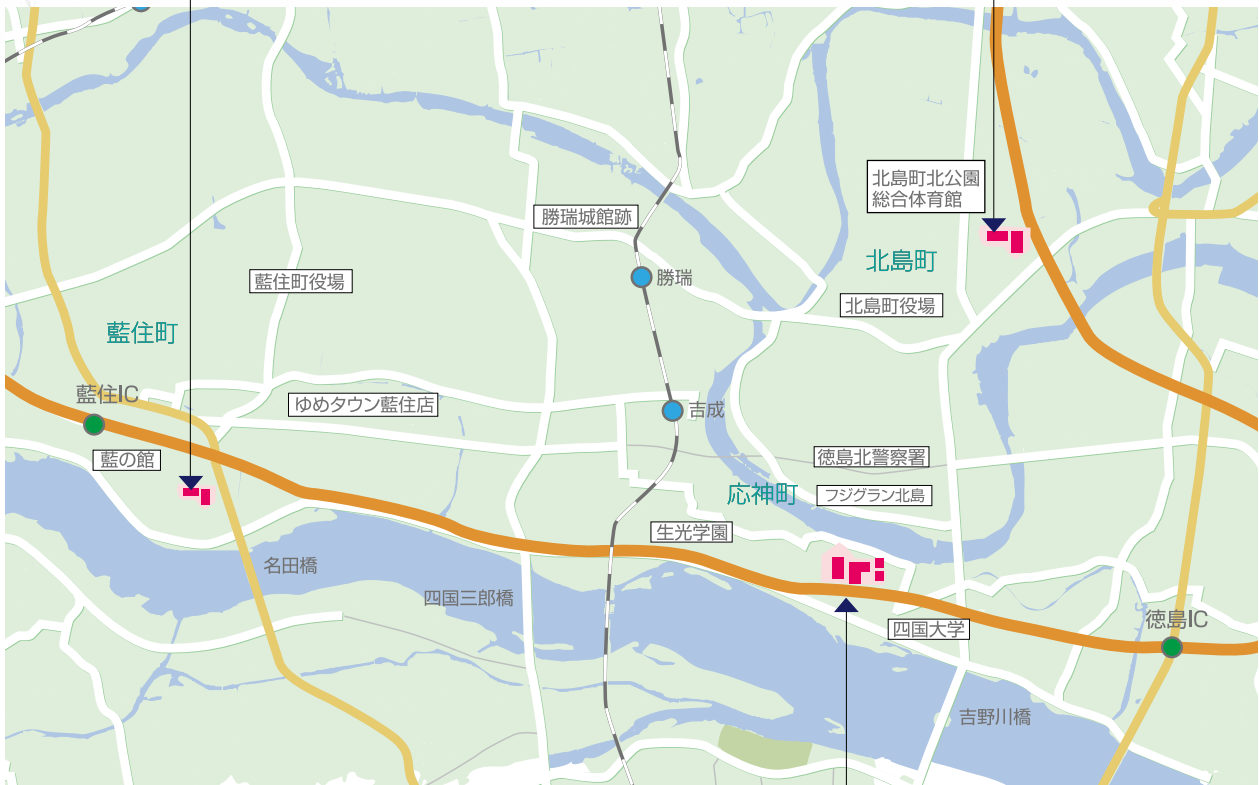 北島町北公園
総合体育館
勝瑞城館跡
北島町
藍住町役場
勝瑞
北島町役場
藍住町
藍住IC
ゆめタウン藍住店
吉成
藍の館
徳島北警察署
応神町
フジグラン北島
生光学園
名田橋
四国三郎橋
四国大学
徳島IC
吉野川橋